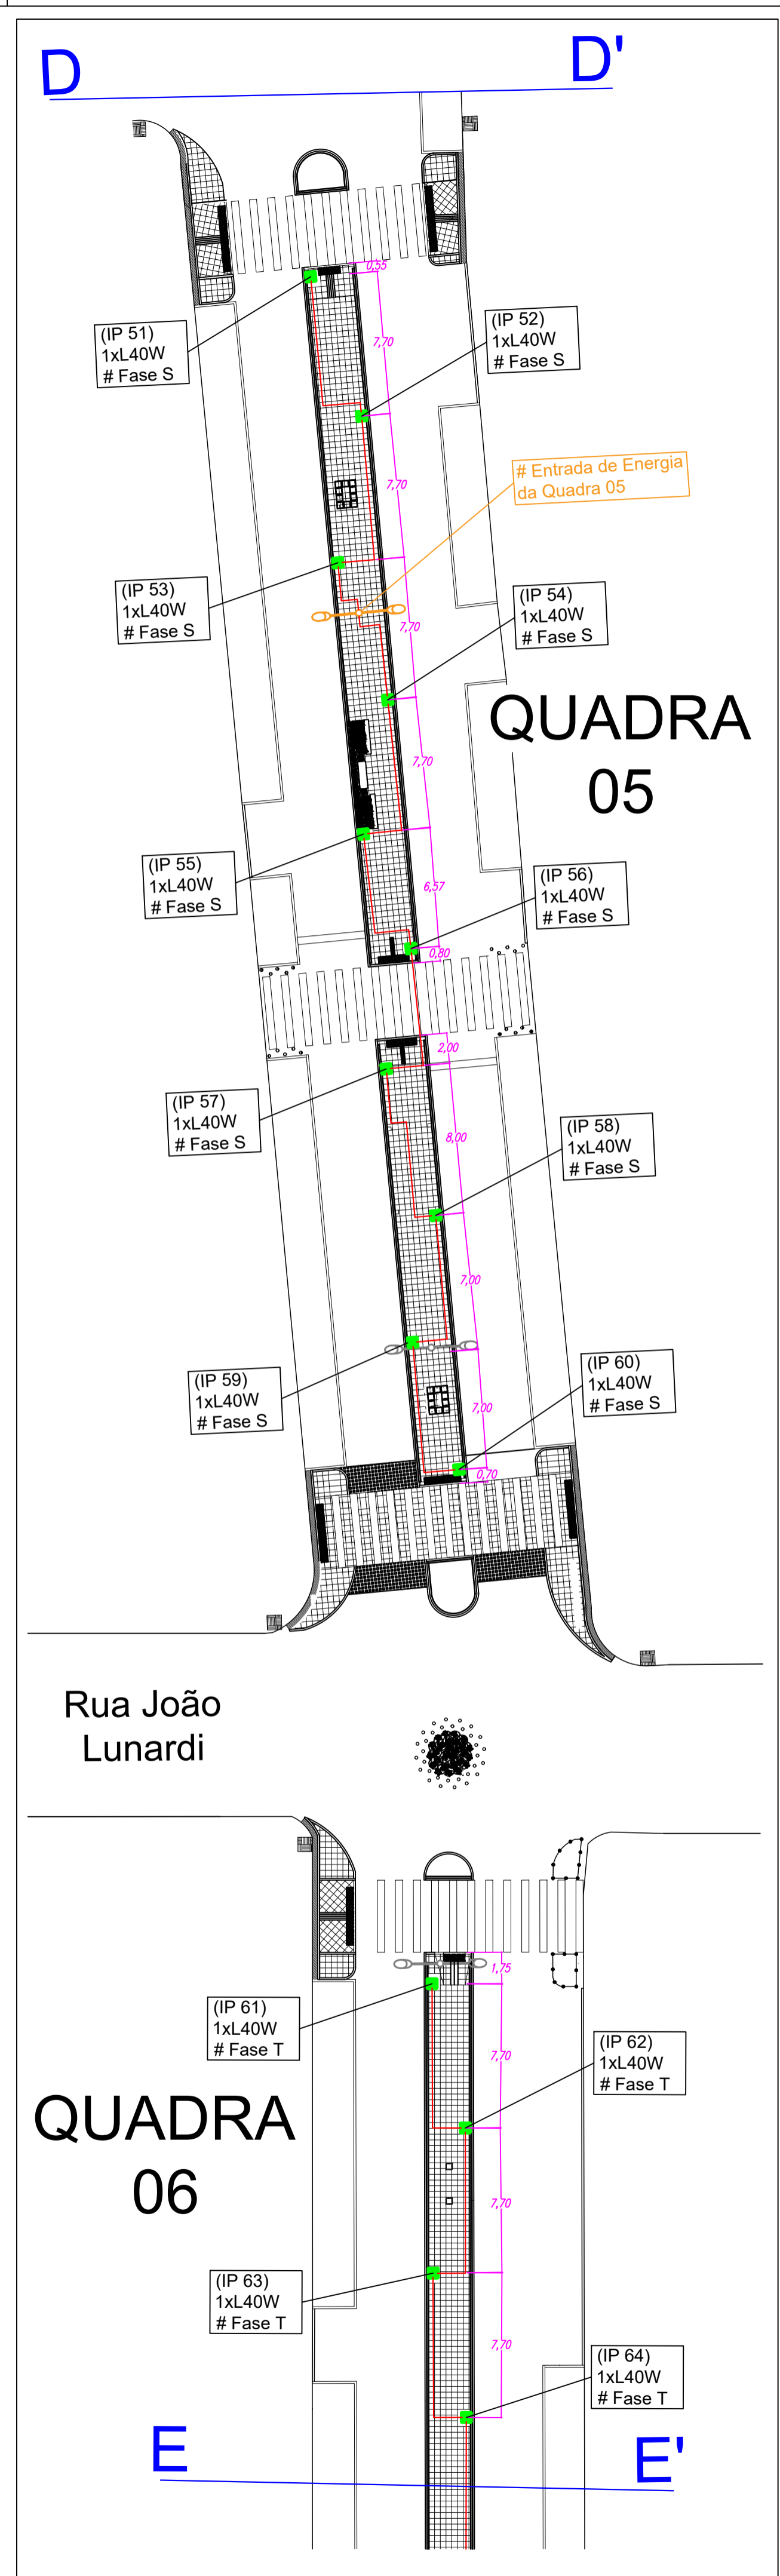 D
D'
0,55
(IP 51)
1xL40W
# Fase S
7,70
(IP 52)
1xL40W
# Fase S
# Entrada de Energia
da Quadra 05
7,70
(IP 53)
1xL40W
# Fase S
7,70
(IP 54)
1xL40W
# Fase S
QUADRA
05
7,70
(IP 55)
1xL40W
# Fase S
6,57
(IP 56)
1xL40W
# Fase S
0,80
2,00
(IP 57)
1xL40W
# Fase S
8,00
(IP 58)
1xL40W
# Fase S
7,00
(IP 59)
1xL40W
# Fase S
7,00
(IP 60)
1xL40W
# Fase S
0,70
Rua João
Lunardi
1,75
(IP 61)
1xL40W
# Fase T
7,70
(IP 62)
1xL40W
# Fase T
QUADRA
06
7,70
(IP 63)
1xL40W
# Fase T
7,70
(IP 64)
1xL40W
# Fase T
E
E'